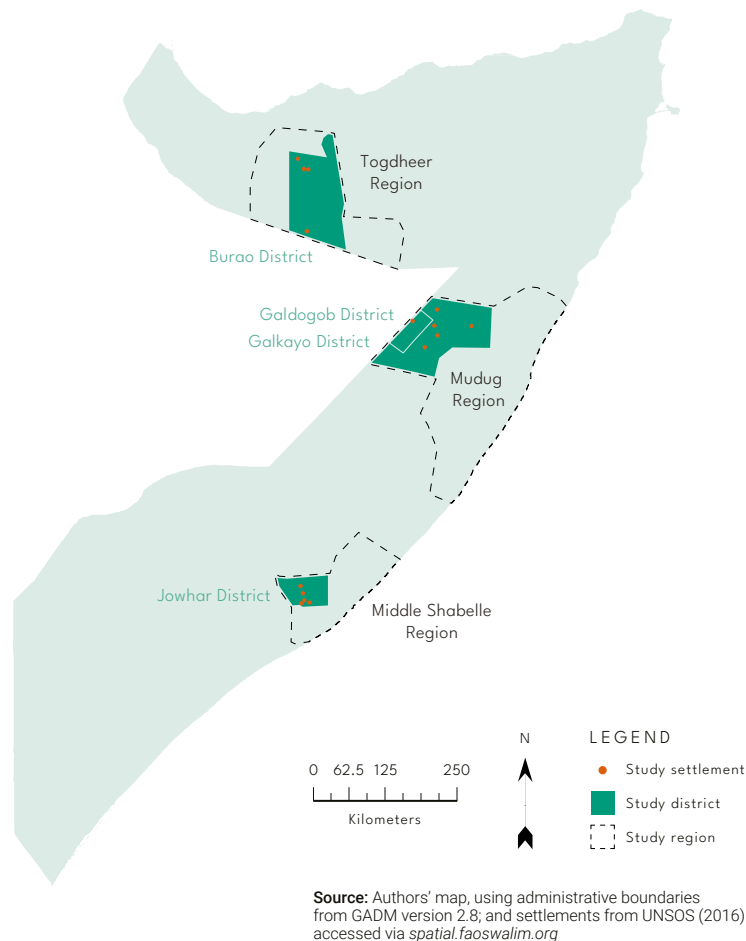 Togdheer
Region
Burao District
Galdogob District
Galkayo District
Mudug
Region
Jowhar District
Middle Shabelle
Region
N
LEGEND
0 62.5 125 250
Kilometers
Study settlement
Study district
Study region
Source: Authors' map, using administrative boundaries
from GADM version 2.8; and settlements from UNSOS (2016)
accessed via spatial.faoswalim.org